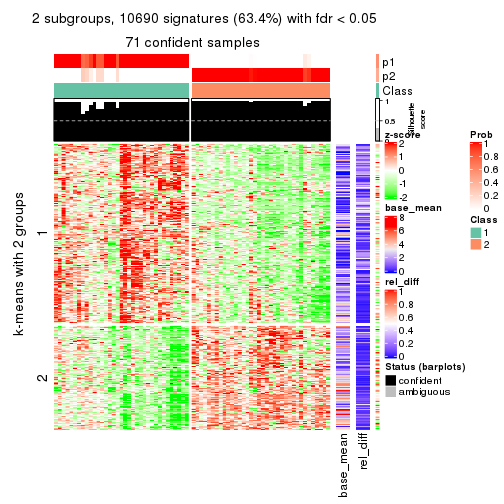 2 subgroups, 10690 signatures (63.4%) with fdr < 0.05
71 confident samples
p1
p2
Class
1
0.5
0
Silhouette
score
k-means with 2 groups
1
2
base_mean
rel_diff
z-score
2
1
0
-1
-2
base_mean
8
6
4
2
0
rel_diff
1
0.8
0.6
0.4
0.2
0
Status (barplots)
confident
ambiguous
Prob
1
0.8
0.6
0.4
0.2
0
Class
1
2